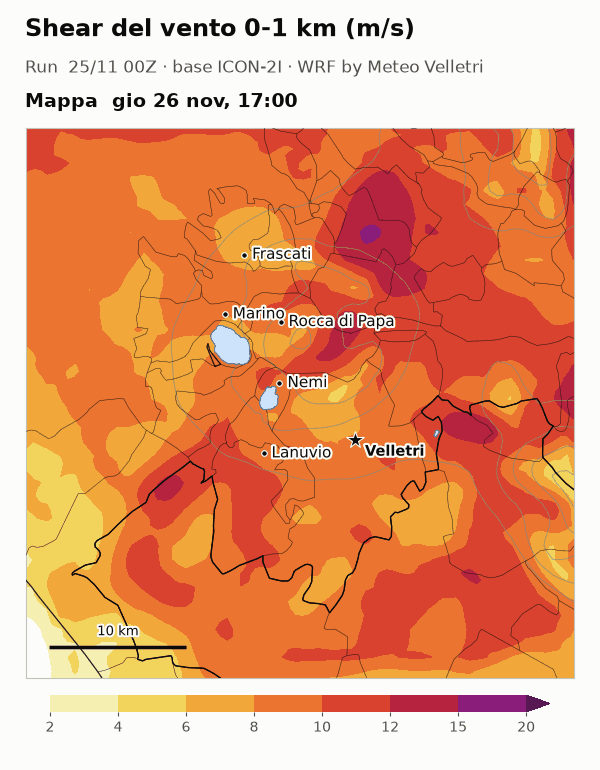 Shear del vento 0-1 km (m/s)
Run  25/11 00Z · base ICON-2I · WRF by Meteo Velletri
Mappa  gio 26 nov, 17:00
Frascati
Marino
Rocca di Papa
Nemi
Velletri
Lanuvio
10 km
2 4 6 8 10 12 15 20